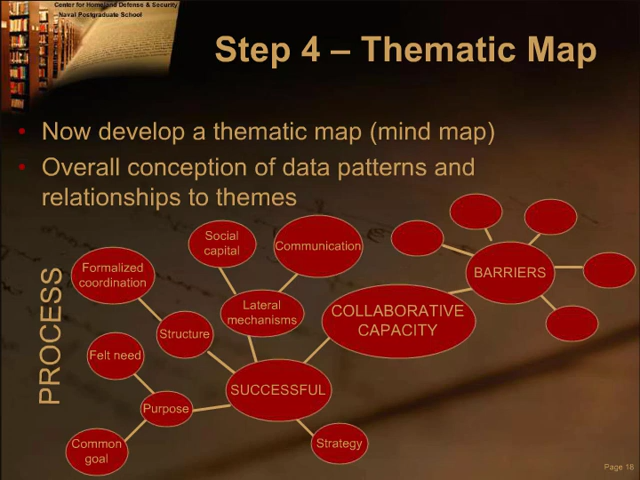 Center for Homeland Defense & Security
Naval Postgraduate School
Step 4 – Thematic Map
• Now develop a thematic map (mind map)
• Overall conception of data patterns and
relationships to themes
PROCESS
Social
capital
Communication
Formalized
coordination
BARRIERS
Lateral
mechanisms
COLLABORATIVE
CAPACITY
Structure
Felt need
SUCCESSFUL
Purpose
Common
goal
Strategy
Page 18